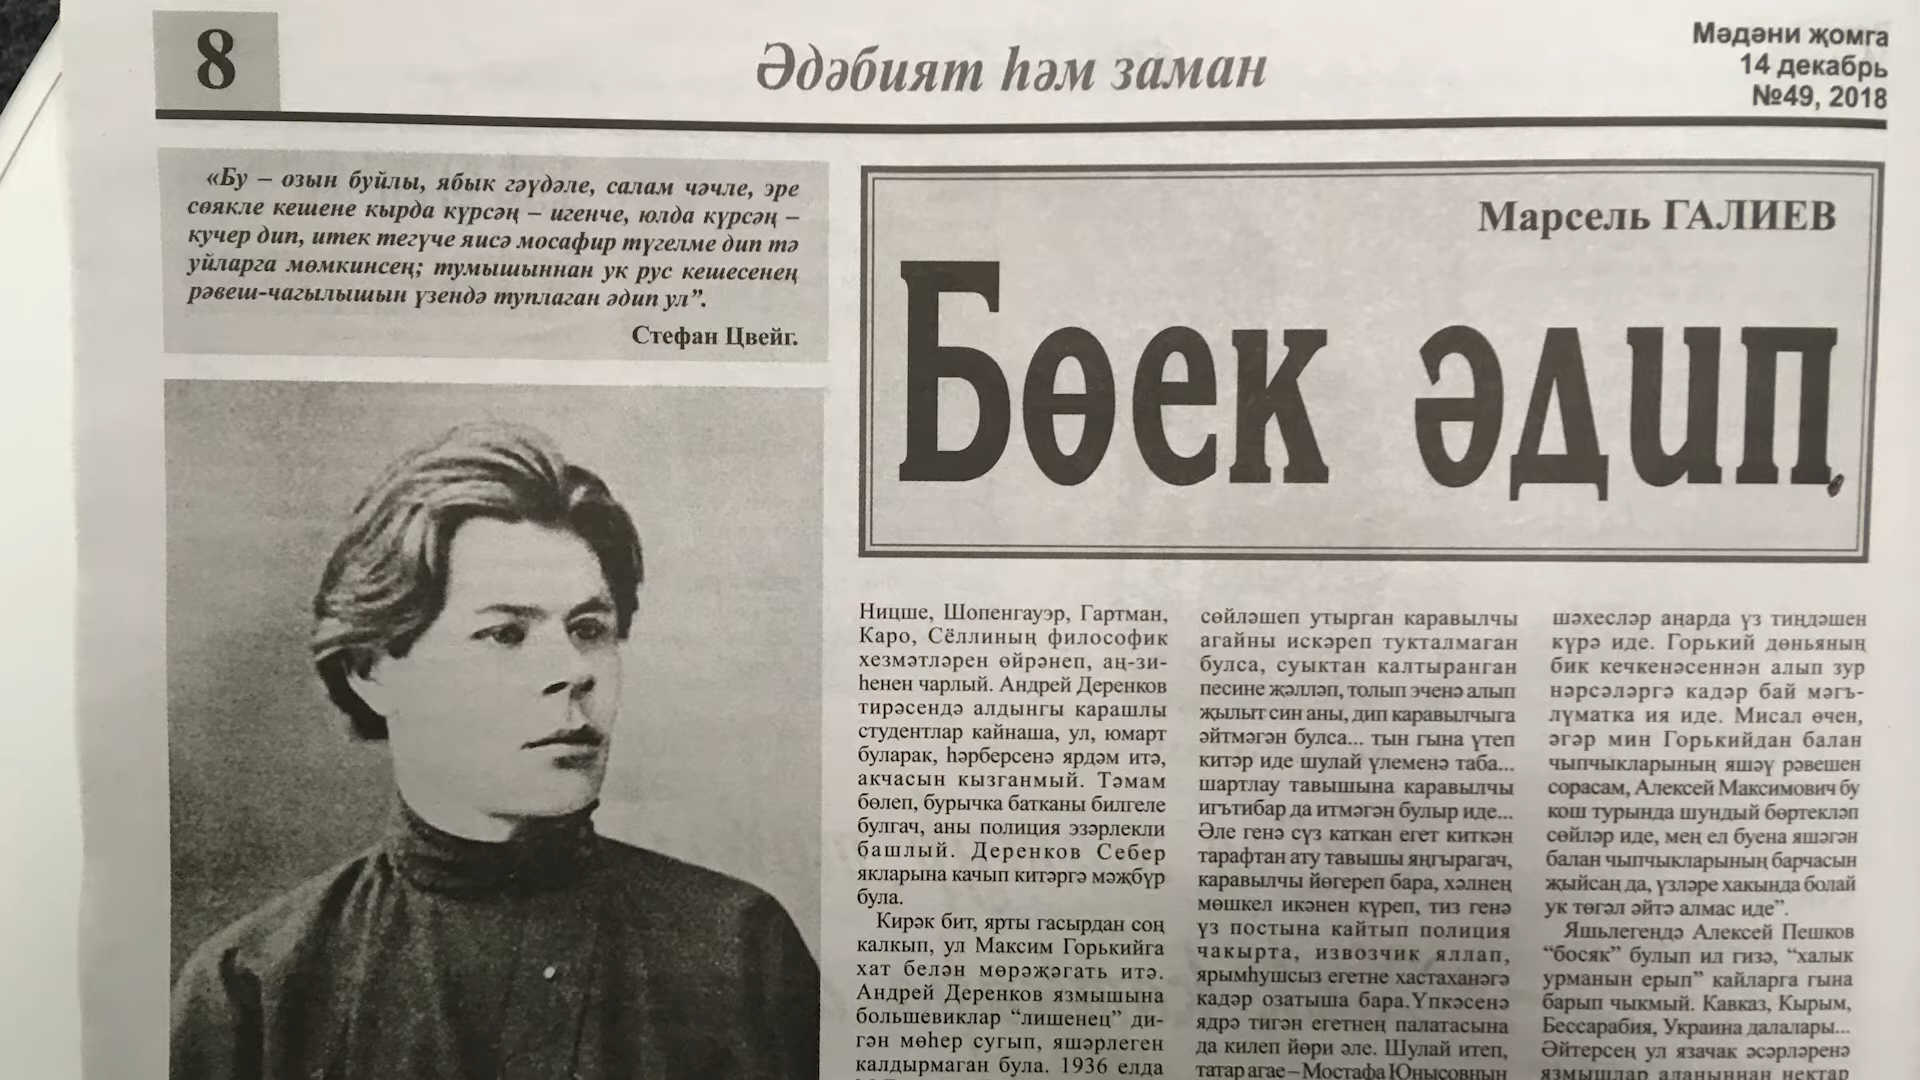 8
Әдәбият һәм заман
Мәдәни җомга
14 декабрь
№49, 2018
«Бу – озын буйлы, ябык гәүдәле, салам чәчле, эре
сөякле кешене кырда күрсәң – игенче, юлда күрсәң –
кучер дип, итек тегүче яисә мосафир түгелме дип тә
уйларга мөмкинсең; тумышыннан ук рус кешесенең
рәвеш-чагылышын үзендә туплаган әдип ул”.
Стефан Цвейг.
Марсель ГАЛИЕВ
Бөек әдип
Ницше, Шопенгауэр, Гартман,
Каро, Сёллиның философик
хезмәтләрен өйрәнеп, аң-зи-
һенен чарлый. Андрей Деренков
тирәсендә алдынгы карашлы
студентлар кайнаша, ул, юмарт
буларак, һәрберсенә ярдәм итә,
акчасын кызганмый. Тәмам
бөлеп, бурычка батканы билгеле
булгач, аны полиция эзәрлекли
башлый. Деренков Себер
якларына качып китәргә мәҗбүр
була.
Кирәк бит, ярты гасырдан соң
калкып, ул Максим Горькийга
хат белән мөрәҗәгать итә.
Андрей Деренков язмышына
большевиклар “лишенец” ди-
гән мөһер сугып, яшәрлеген
калдырмаган була. 1936 елда
сөйләшеп утырган каравылчы
агайны искәреп тукталмаган
булса, суыктан калтыранган
песине җәлләп, толып эченә алып
җылыт син аны, дип каравылчыга
әйтмәгән булса... тын гына үтеп
китәр иде шулай үлеменә таба...
шартлау тавышына каравылчы
игътибар да итмәгән булыр иде...
Әле генә сүз каткан егет киткән
тарафтан ату тавышы яңгырагач,
каравылчы йөгереп бара, хәлнең
мөшкел икәнен күреп, тиз генә
үз постына кайтып полиция
чакырта, извозчик яллап,
ярымһушсыз егетне хастаханәгә
кадәр озатыша бара.Үпкәсенә
ядрә тигән егетнең палатасына
да килеп йөри әле. Шулай итеп,
татар агае – Мостафа Юнысовның
шәхесләр аңарда үз тиңдәшен
күрә иде. Горький дөньяның
бик кечкенәсеннән алып зур
нәрсәләргә кадәр бай мәгъ-
лүматка ия иде. Мисал өчен,
әгәр мин Горькийдан балан
чыпчыкларының яшәү рәвешен
сорасам, Алексей Максимович бу
кош турында шундый бөртекләп
сөйләр иде, мең ел буена яшәгән
балан чыпчыкларының барчасын
җыйсаң да, үзләре хакында болай
ук төгәл әйтә алмас иде”.
Яшьлегендә Алексей Пешков
“босяк” булып ил гизә, “халык
урманын ерып” кайларга гына
барып чыкмый. Кавказ, Кырым,
Бессарабия, Украина далалары...
Әйтерсең ул язачак әсәрләренә
язмышлар аланыннан нектар